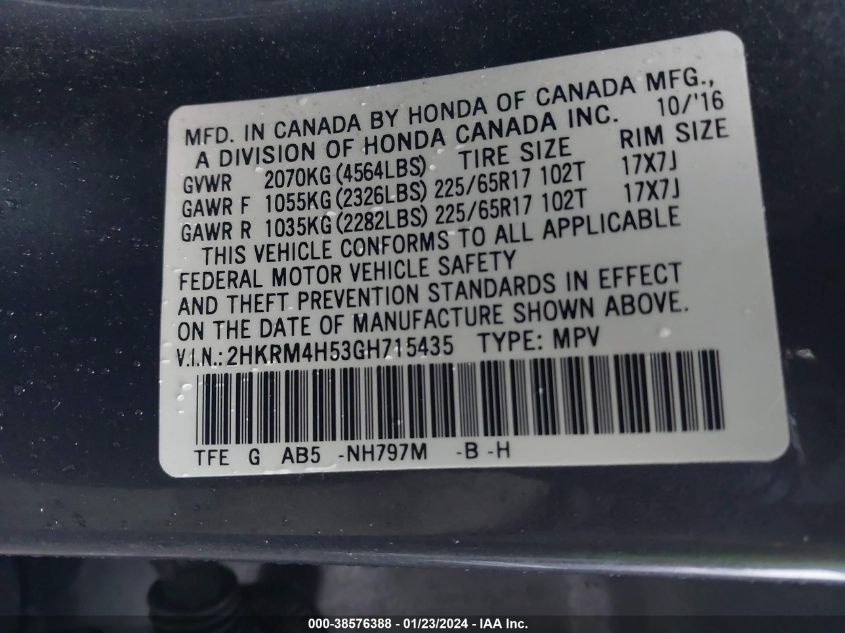 MFD. IN CANADA BY HONDA OF CANADA MFG.,
A DIVISION OF HONDA CANADA INC. 10/'16
GVWR 2070KG (4564LBS) TIRE SIZE RIM SIZE
GAWR F 1055KG (2326LBS) 225/65R17 102T 17X7J
GAWR R 1035KG (2282LBS) 225/65R17 102T 17X7J
THIS VEHICLE CONFORMS TO ALL APPLICABLE
FEDERAL MOTOR VEHICLE SAFETY
AND THEFT PREVENTION STANDARDS IN EFFECT
ON THE DATE OF MANUFACTURE SHOWN ABOVE.
V.I.N.: 2HKRM4H53GH715435 TYPE: MPV
TFE G AB5 -NH797M -B -H
000-38576388 - 01/23/2024 - IAA Inc.